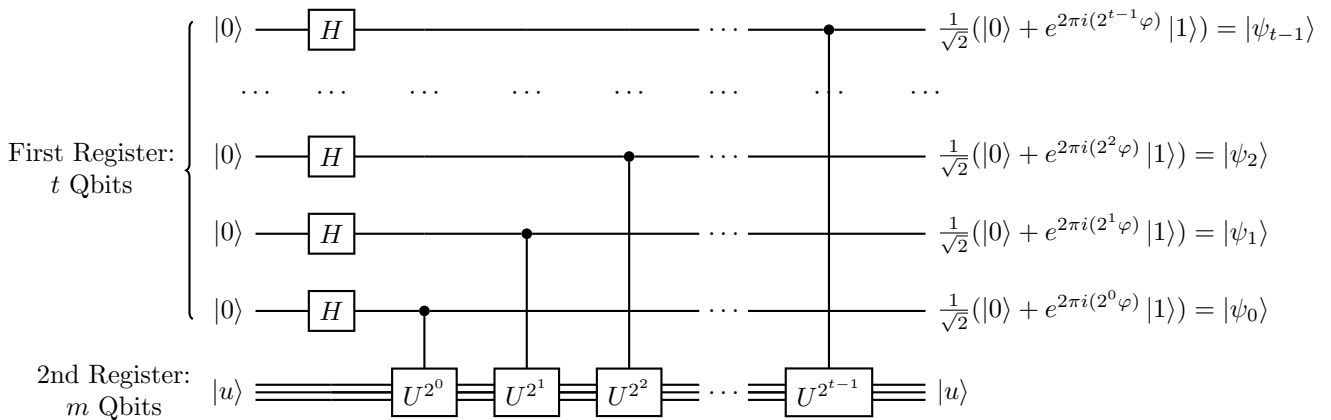 |0⟩ H ··· 1/√2(|0⟩ + e^{2πi(2^{t−1}φ)} |1⟩) = |ψ_{t−1}⟩
··· ··· ··· ··· ··· ··· ··· ···
First Register:
t Qbits
|0⟩ H ··· 1/√2(|0⟩ + e^{2πi(2^2φ)} |1⟩) = |ψ_2⟩
|0⟩ H ··· 1/√2(|0⟩ + e^{2πi(2^1φ)} |1⟩) = |ψ_1⟩
|0⟩ H ··· 1/√2(|0⟩ + e^{2πi(2^0φ)} |1⟩) = |ψ_0⟩
2nd Register:
m Qbits
|u⟩ U^{2^0} U^{2^1} U^{2^2} ··· U^{2^{t−1}} |u⟩